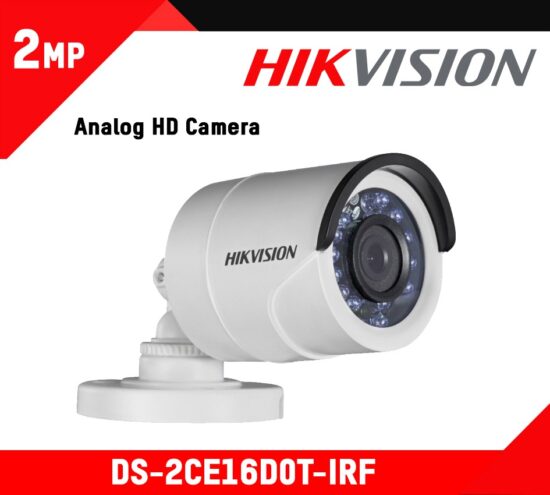 2MP
HIKVISION
Analog HD Camera
HIKVISION
DS-2CE16D0T-IRF